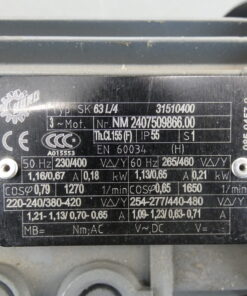 Typ SK 63 L/4 31510400
3~Mot. Nr. NM 2407509866.00
A015553 Th.Cl.155 (F) IP 55 S1
EN 60034 (H)
50 Hz 230/400 V Δ/Y 60 Hz 265/460 V Δ/Y
1,16/0,67 A 0,18 kW 1,13/0,65 A 0,21 kW
COSφ 0,79 1270 1/min COSφ 0,65 1650 1/min
220-240/380-420 V Δ/Y 254-277/440-480 V Δ/Y
1,21-1,13/0,70-0,65 A 1,09-1,23/0,63-0,71 A
MB= Nm; AC V~ DC V=